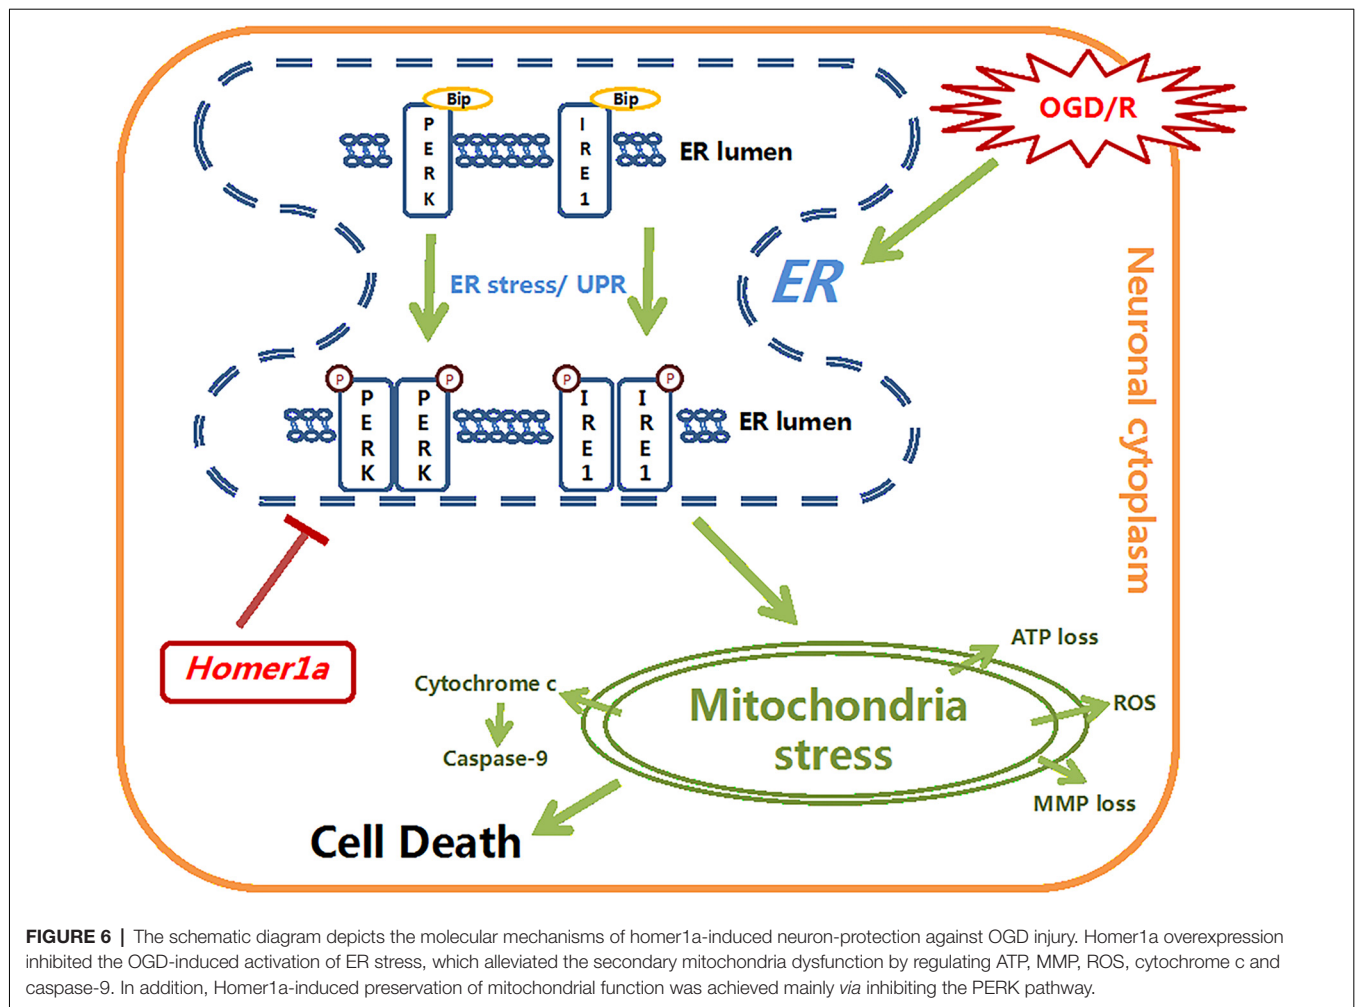 Bip
Bip
OGD/R
PERK
IRE1
ER lumen
ER stress/ UPR
ER
Neuronal cytoplasm
P
P
P
P
PERK
PERK
IRE1
IRE1
ER lumen
Homer1a
ATP loss
Cytochrome c
Mitochondria
stress
ROS
Caspase-9
MMP loss
Cell Death
FIGURE 6 | The schematic diagram depicts the molecular mechanisms of homer1a-induced neuron-protection against OGD injury. Homer1a overexpression
inhibited the OGD-induced activation of ER stress, which alleviated the secondary mitochondria dysfunction by regulating ATP, MMP, ROS, cytochrome c and
caspase-9. In addition, Homer1a-induced preservation of mitochondrial function was achieved mainly via inhibiting the PERK pathway.